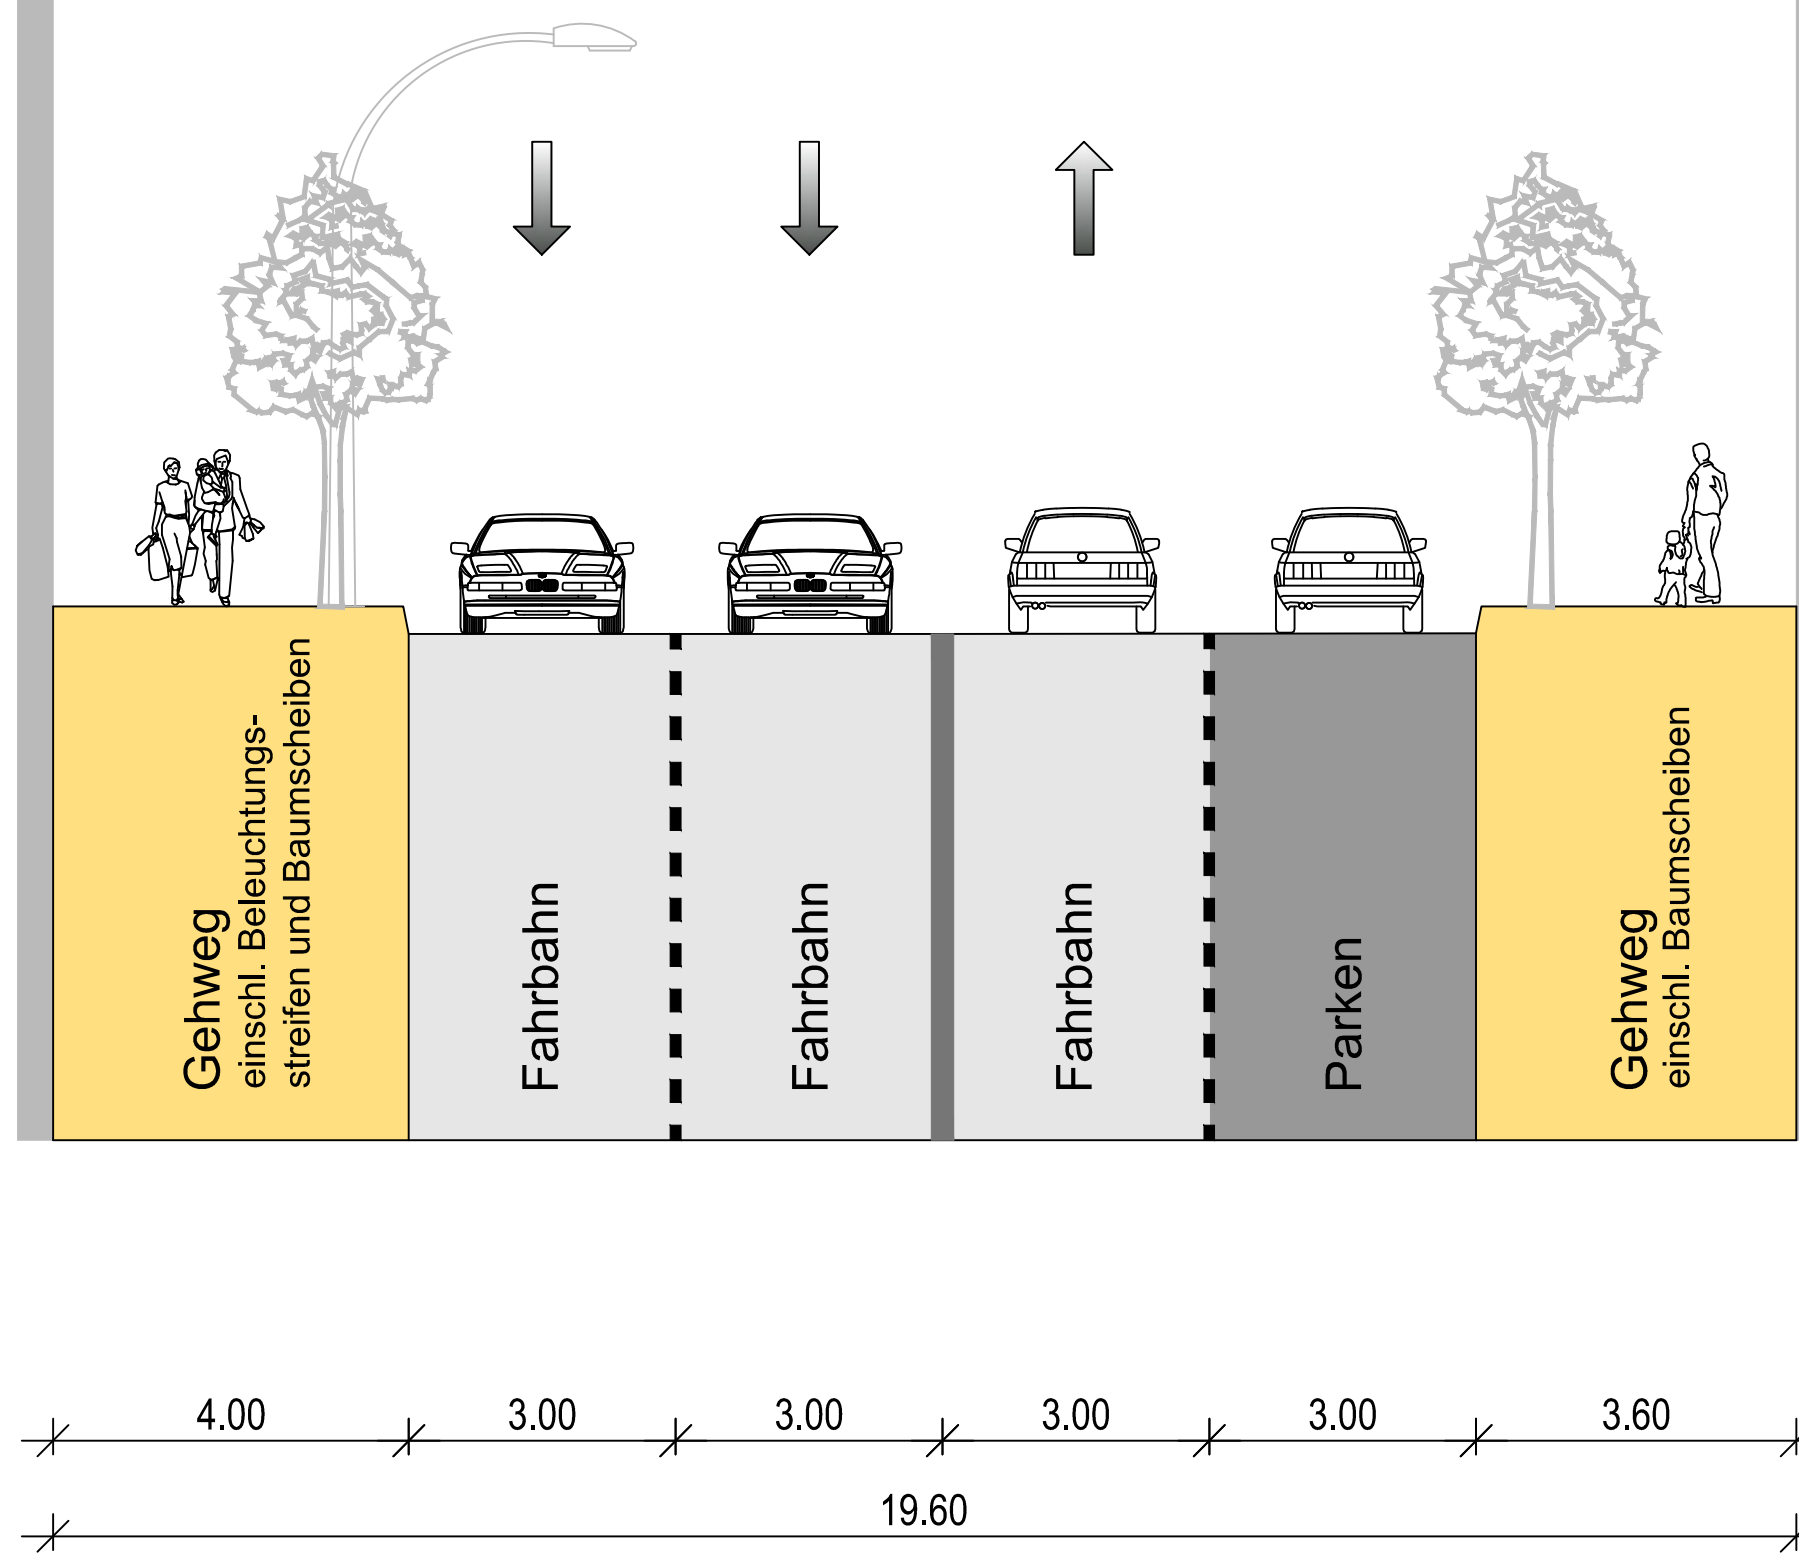 Gehweg
einschl. Beleuchtungs-
streifen und Baumscheiben
Fahrbahn
Fahrbahn
Fahrbahn
Parken
Gehweg
einschl. Baumscheiben
4.00
3.00
3.00
3.00
3.00
3.60
19.60